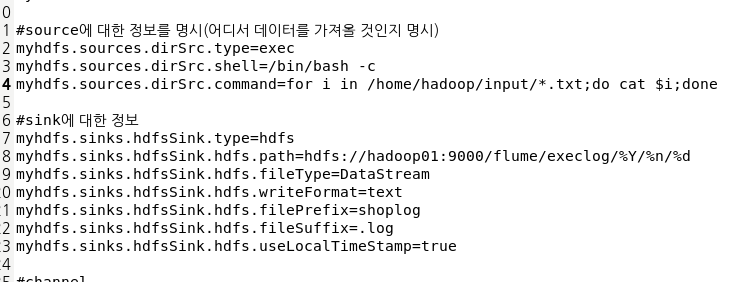 0
1 #source에 대한 정보를 명시(어디서 데이터를 가져올 것인지 명시)
2 myhdfs.sources.dirSrc.type=exec
3 myhdfs.sources.dirSrc.shell=/bin/bash -c
4 myhdfs.sources.dirSrc.command=for i in /home/hadoop/input/*.txt;do cat $i;done
5
6 #sink에 대한 정보
7 myhdfs.sinks.hdfsSink.type=hdfs
8 myhdfs.sinks.hdfsSink.hdfs.path=hdfs://hadoop01:9000/flume/execlog/%Y/%n/%d
9 myhdfs.sinks.hdfsSink.hdfs.fileType=DataStream
20 myhdfs.sinks.hdfsSink.hdfs.writeFormat=text
21 myhdfs.sinks.hdfsSink.hdfs.filePrefix=shoplog
22 myhdfs.sinks.hdfsSink.hdfs.fileSuffix=.log
23 myhdfs.sinks.hdfsSink.hdfs.useLocalTimeStamp=true
24
25 #channel